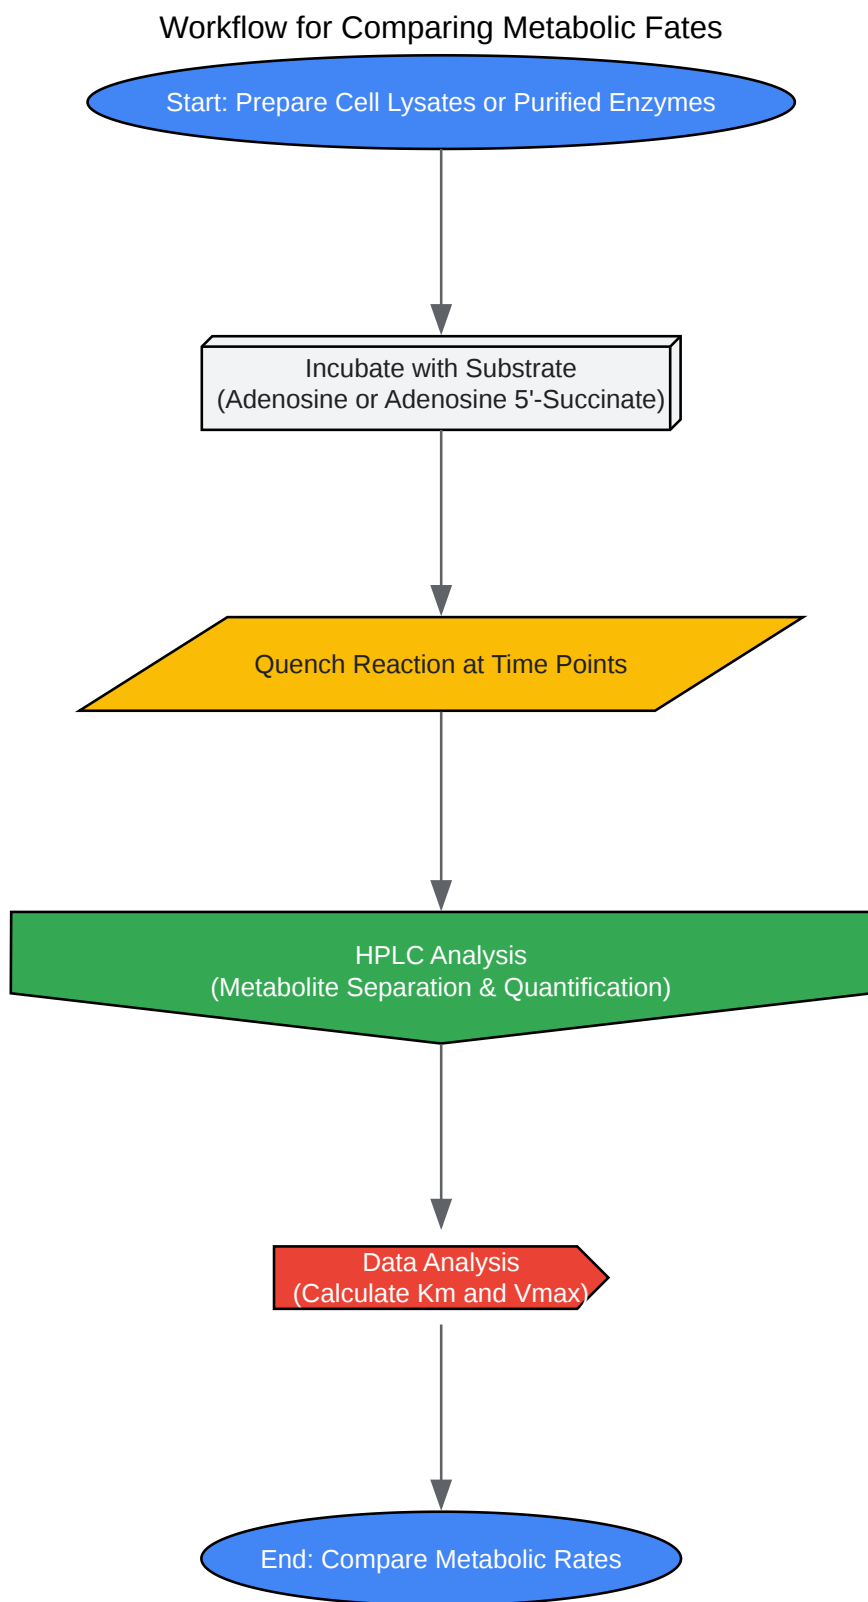 Workflow for Comparing Metabolic Fates
Start: Prepare Cell Lysates or Purified Enzymes
Incubate with Substrate
(Adenosine or Adenosine 5'-Succinate)
Quench Reaction at Time Points
HPLC Analysis
(Metabolite Separation & Quantification)
Data Analysis
(Calculate Km and Vmax)
End: Compare Metabolic Rates